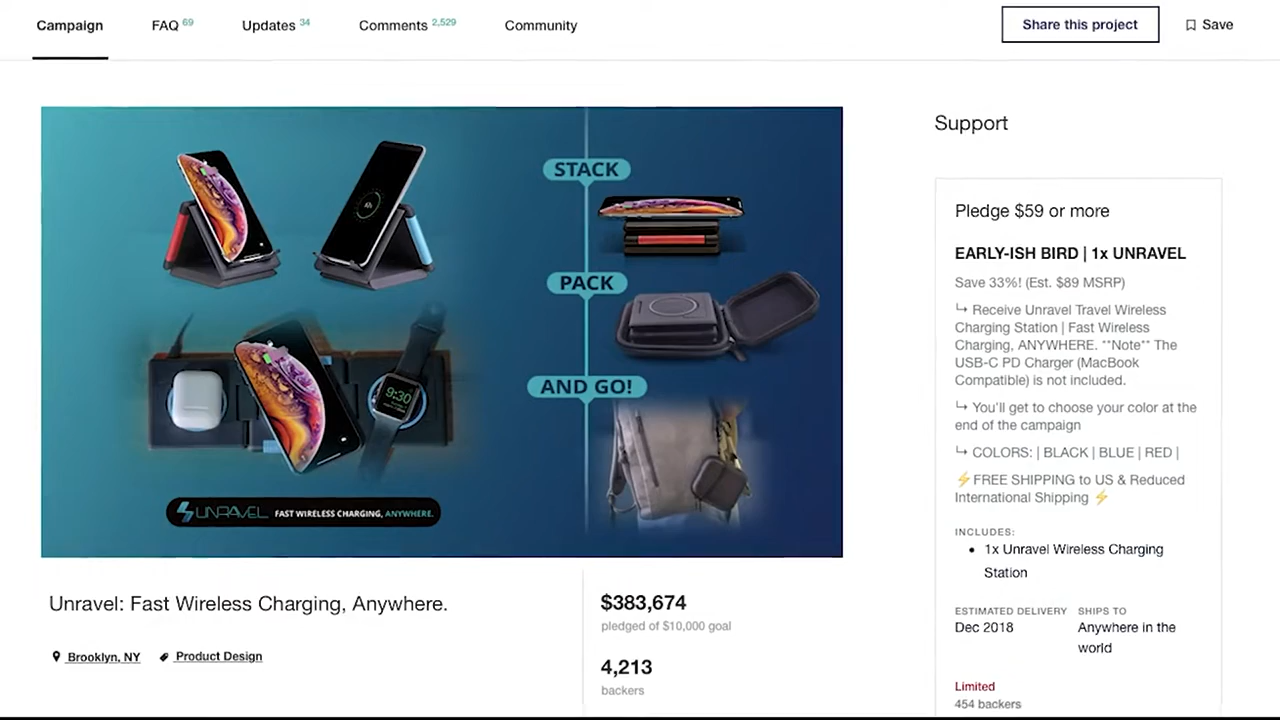 Campaign
FAQ 69
Updates 34
Comments 2,529
Community
Share this project
Save
STACK
PACK
AND GO!
9:30
UNRAVEL FAST WIRELESS CHARGING, ANYWHERE.
Unravel: Fast Wireless Charging, Anywhere.
Brooklyn, NY
Product Design
$383,674
pledged of $10,000 goal
4,213
backers
Support
Pledge $59 or more
EARLY-ISH BIRD | 1x UNRAVEL
Save 33%! (Est. $89 MSRP)
↳ Receive Unravel Travel Wireless
Charging Station | Fast Wireless
Charging, ANYWHERE. **Note** The
USB-C PD Charger (MacBook
Compatible) is not included.
↳ You'll get to choose your color at the
end of the campaign
↳ COLORS: | BLACK | BLUE | RED |
⚡FREE SHIPPING to US & Reduced
International Shipping ⚡
INCLUDES:
• 1x Unravel Wireless Charging
Station
ESTIMATED DELIVERY
Dec 2018
SHIPS TO
Anywhere in the
world
Limited
454 backers